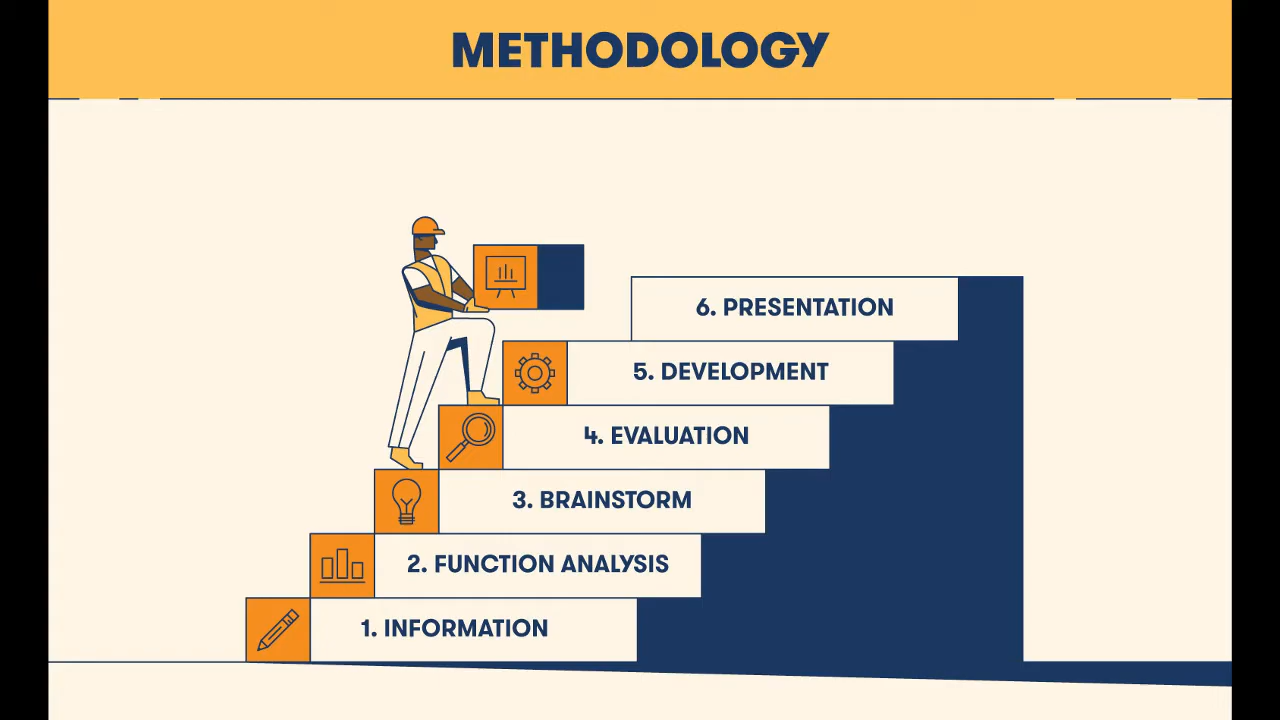 METHODOLOGY
6. PRESENTATION
5. DEVELOPMENT
4. EVALUATION
3. BRAINSTORM
2. FUNCTION ANALYSIS
1. INFORMATION